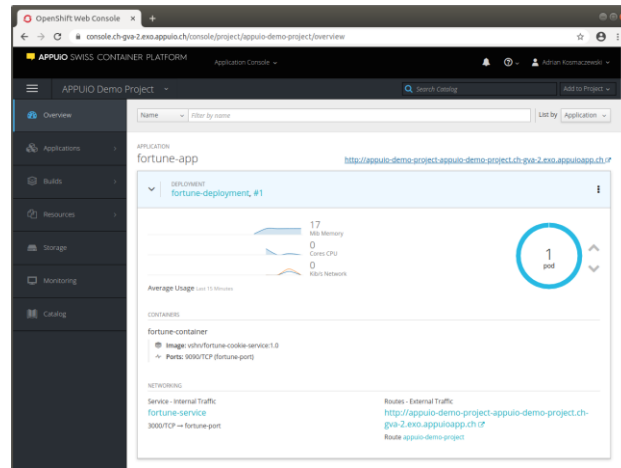 OpenShift Web Console
console.ch-gva-2.exo.appuio.ch/console/project/appuio-demo-project/overview
APPUiO SWISS CONTAINER PLATFORM
Application Console
Adrian Kosmaczewski
APPUiO Demo Project
Search Catalog
Add to Project
Overview
Name
Filter by name
List by
Application
Applications
APPLICATION
fortune-app
http://appuio-demo-project-appuio-demo-project.ch-gva-2.exo.appuioapp.ch
Builds
DEPLOYMENT
fortune-deployment, #1
Resources
17
Mib Memory
0
Cores CPU
0
Kib/s Network
1
pod
Storage
Average Usage Last 15 Minutes
Monitoring
Catalog
CONTAINERS
fortune-container
Image: vshn/fortune-cookie-service:1.0
Ports: 9090/TCP (fortune-port)
NETWORKING
Service - Internal Traffic
fortune-service
3000/TCP → fortune-port
Routes - External Traffic
http://appuio-demo-project-appuio-demo-project.ch-
gva-2.exo.appuioapp.ch
Route appuio-demo-project